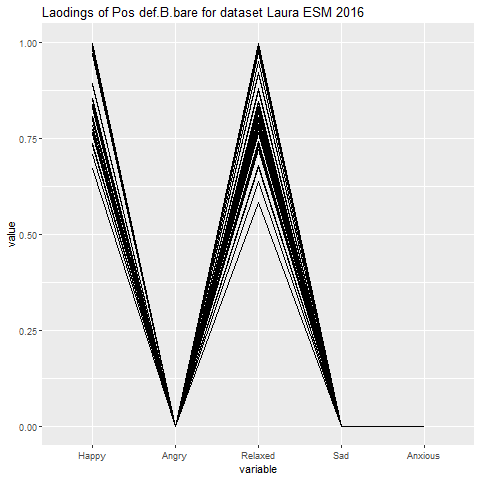 Laodings of Pos def.B.bare for dataset Laura ESM 2016
1.00
0.75
0.50
0.25
0.00
value
Happy Angry Relaxed Sad Anxious
variable